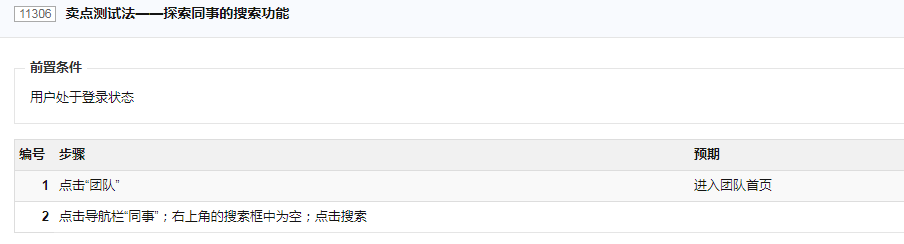 11306 卖点测试法——探索同事的搜索功能
前置条件
用户处于登录状态
编号 步骤 预期
1 点击“团队” 进入团队首页
2 点击导航栏“同事”；右上角的搜索框中为空；点击搜索